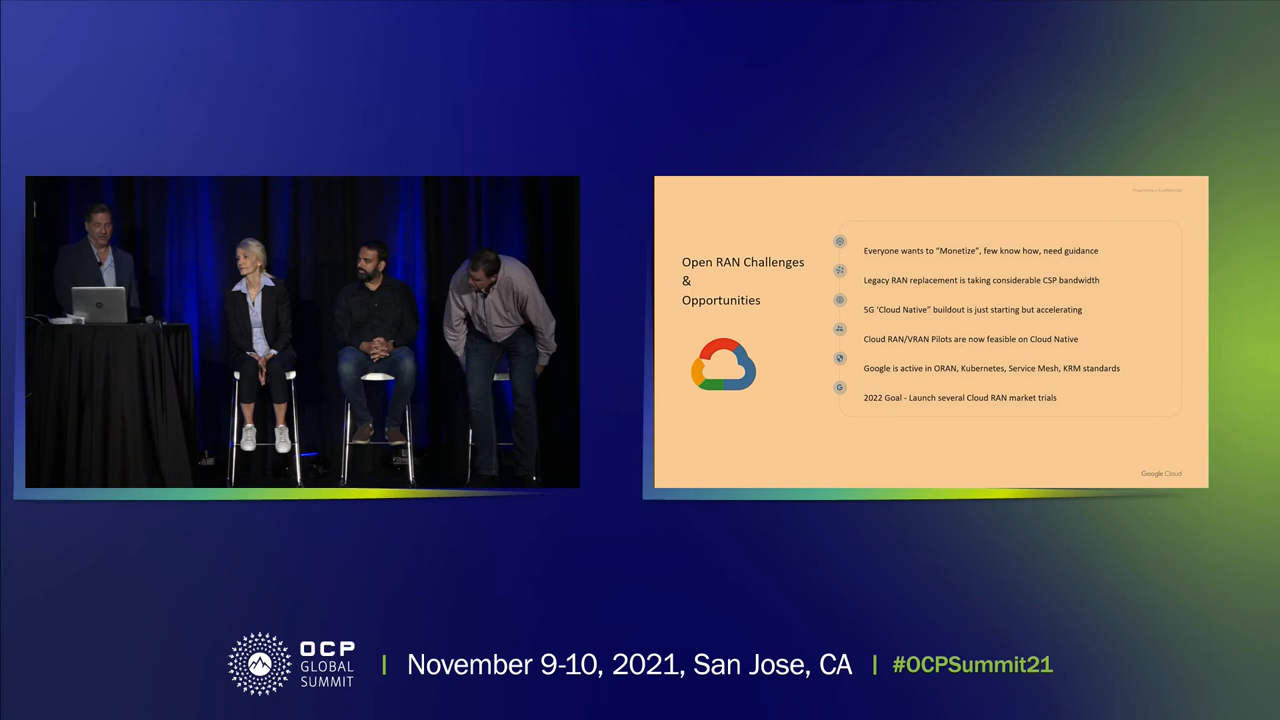 Proprietary + Confidential
Open RAN Challenges
&
Opportunities
Everyone wants to “Monetize”, few know how, need guidance
Legacy RAN replacement is taking considerable CSP bandwidth
5G ‘Cloud Native” buildout is just starting but accelerating
Cloud RAN/VRAN Pilots are now feasible on Cloud Native
Google is active in ORAN, Kubernetes, Service Mesh, KRM standards
G
2022 Goal - Launch several Cloud RAN market trials
Google Cloud
OCP
GLOBAL
SUMMIT
November 9-10, 2021, San Jose, CA
#OCPSummit21